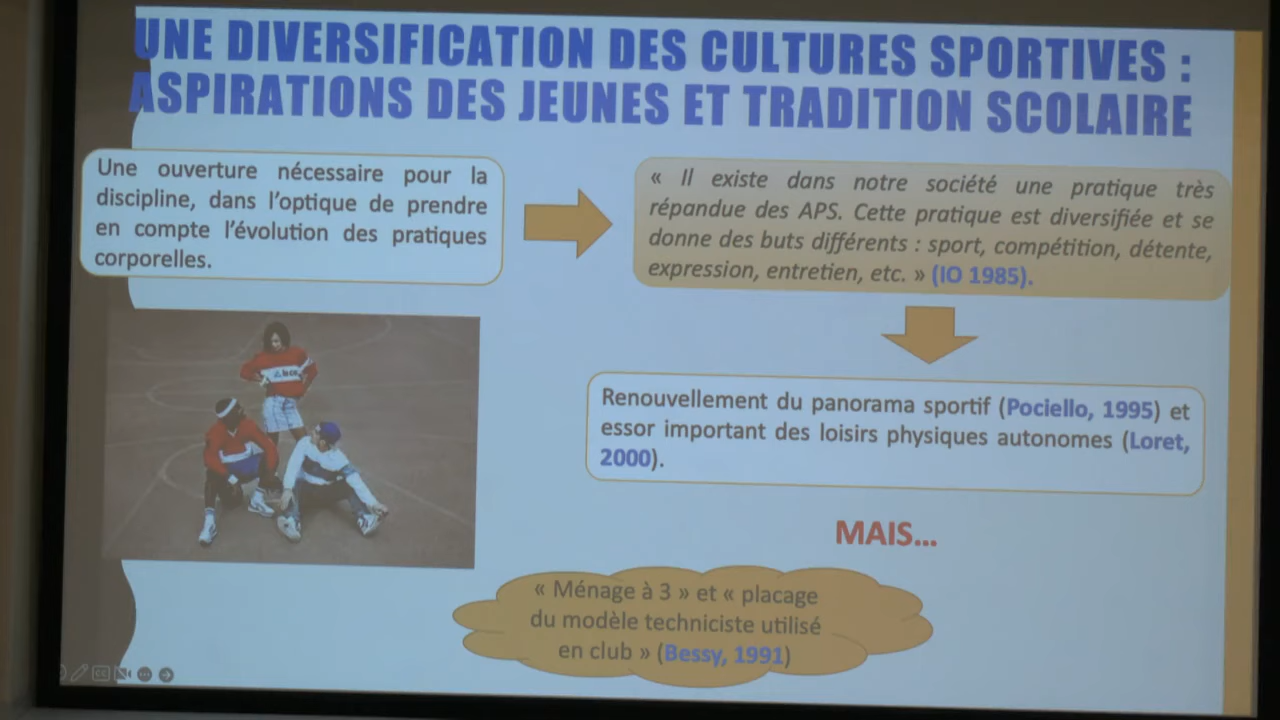 UNE DIVERSIFICATION DES CULTURES SPORTIVES :
ASPIRATIONS DES JEUNES ET TRADITION SCOLAIRE
Une ouverture nécessaire pour la
discipline, dans l'optique de prendre
en compte l'évolution des pratiques
corporelles.
« Il existe dans notre société une pratique très
répandue des APS. Cette pratique est diversifiée et se
donne des buts différents : sport, compétition, détente,
expression, entretien, etc. » (IO 1985).
Renouvellement du panorama sportif (Pociello, 1995) et
essor important des loisirs physiques autonomes (Loret,
2000).
MAIS...
« Ménage à 3 » et « placage
du modèle techniciste utilisé
en club » (Bessy, 1991)